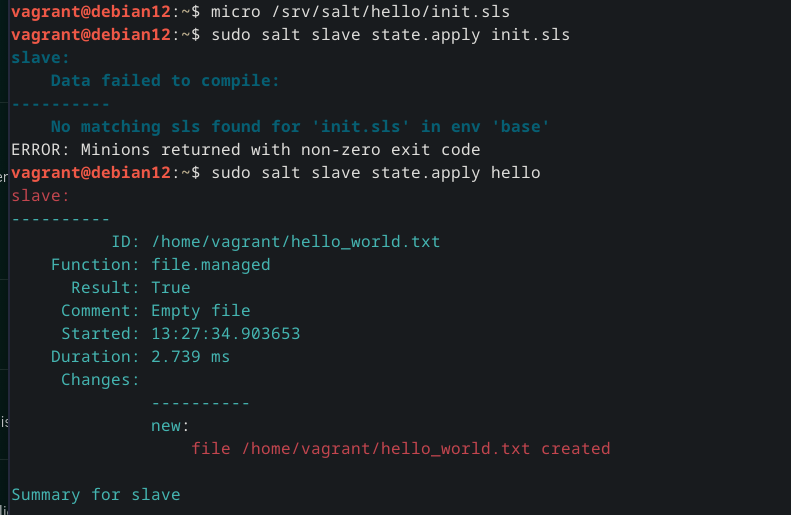 vagrant@debian12:~$ micro /srv/salt/hello/init.sls
vagrant@debian12:~$ sudo salt slave state.apply init.sls
slave:
    Data failed to compile:
----------
    No matching sls found for 'init.sls' in env 'base'
ERROR: Minions returned with non-zero exit code
vagrant@debian12:~$ sudo salt slave state.apply hello
slave:
----------
          ID: /home/vagrant/hello_world.txt
    Function: file.managed
      Result: True
     Comment: Empty file
     Started: 13:27:34.903653
    Duration: 2.739 ms
     Changes:
              ----------
              new:
                  file /home/vagrant/hello_world.txt created

Summary for slave